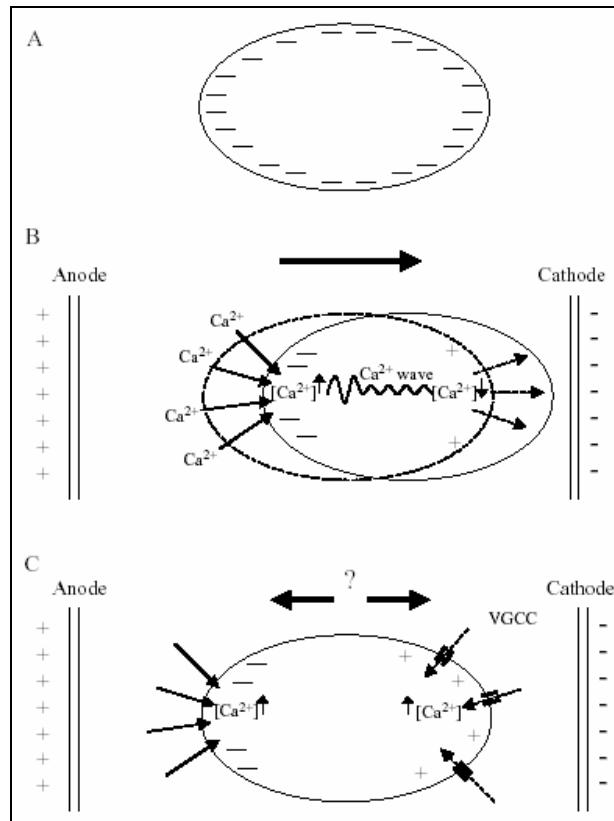 A
B
Anode Cathode
Ca²⁺
Ca²⁺
Ca²⁺ wave
[Ca²⁺]↑ [Ca²⁺]↓
Ca²⁺
Ca²⁺
+ + + + + + + + +
- - - - - - -
C
?
Anode Cathode
VGCC
[Ca²⁺]↑ ↑[Ca²⁺]
+ + + + + + + + + + +
- - - - - - -